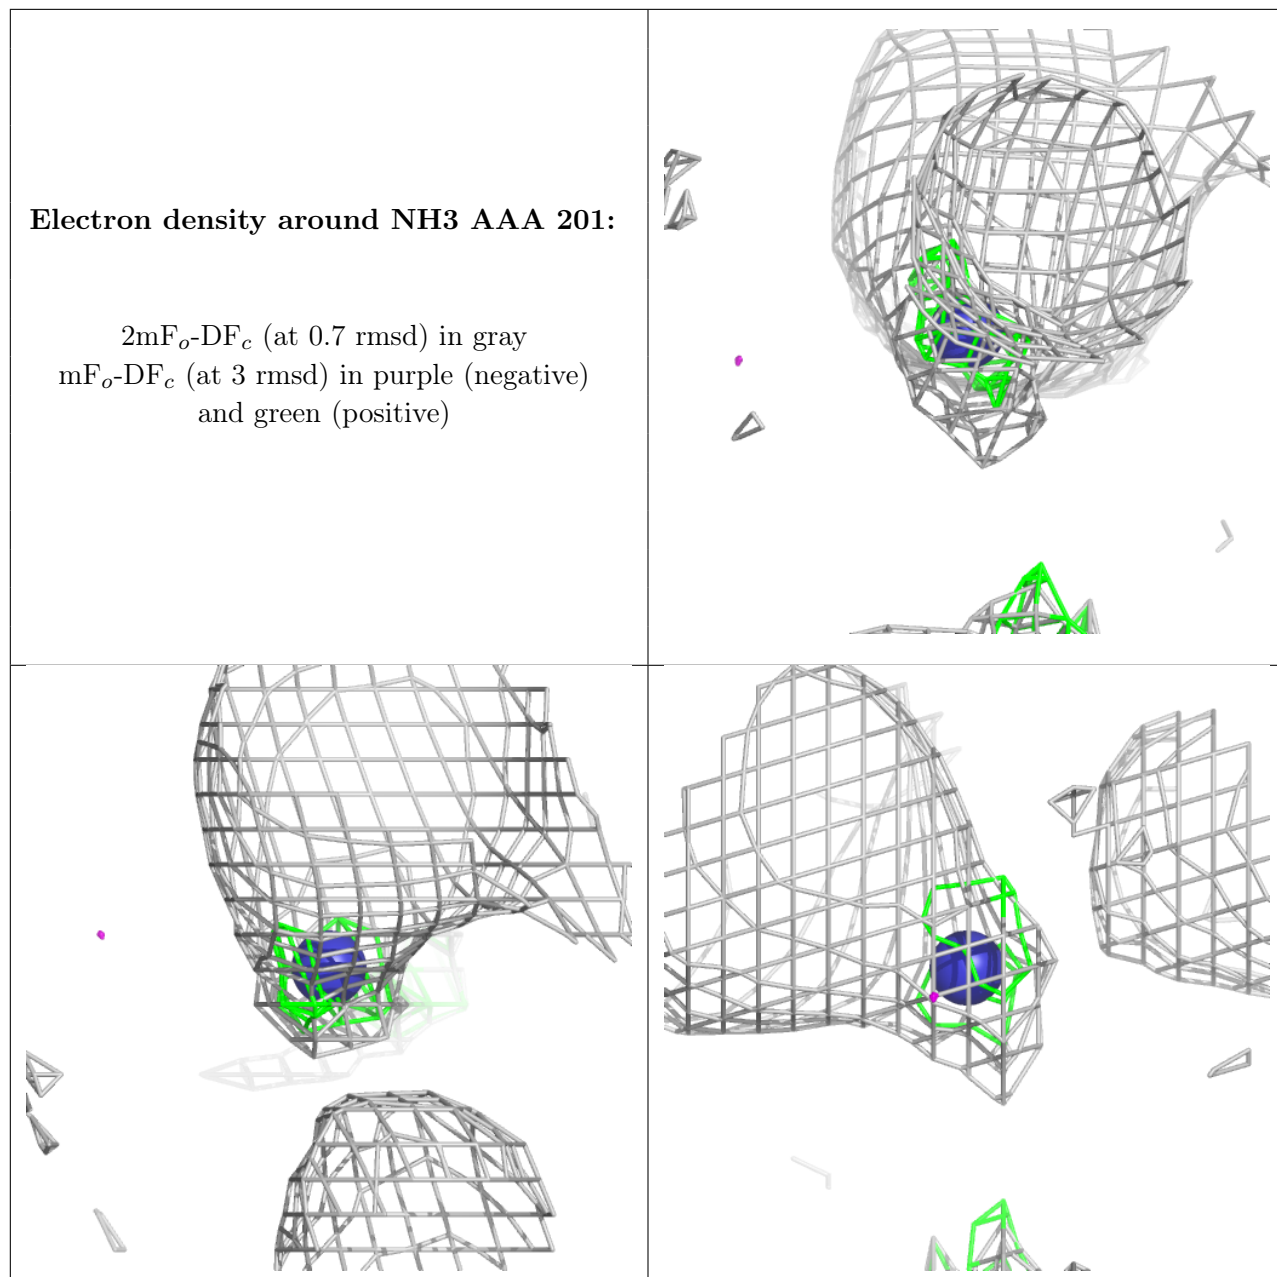 Electron density around NH3 AAA 201:
2mFo-DFc (at 0.7 rmsd) in gray
mFo-DFc (at 3 rmsd) in purple (negative)
and green (positive)